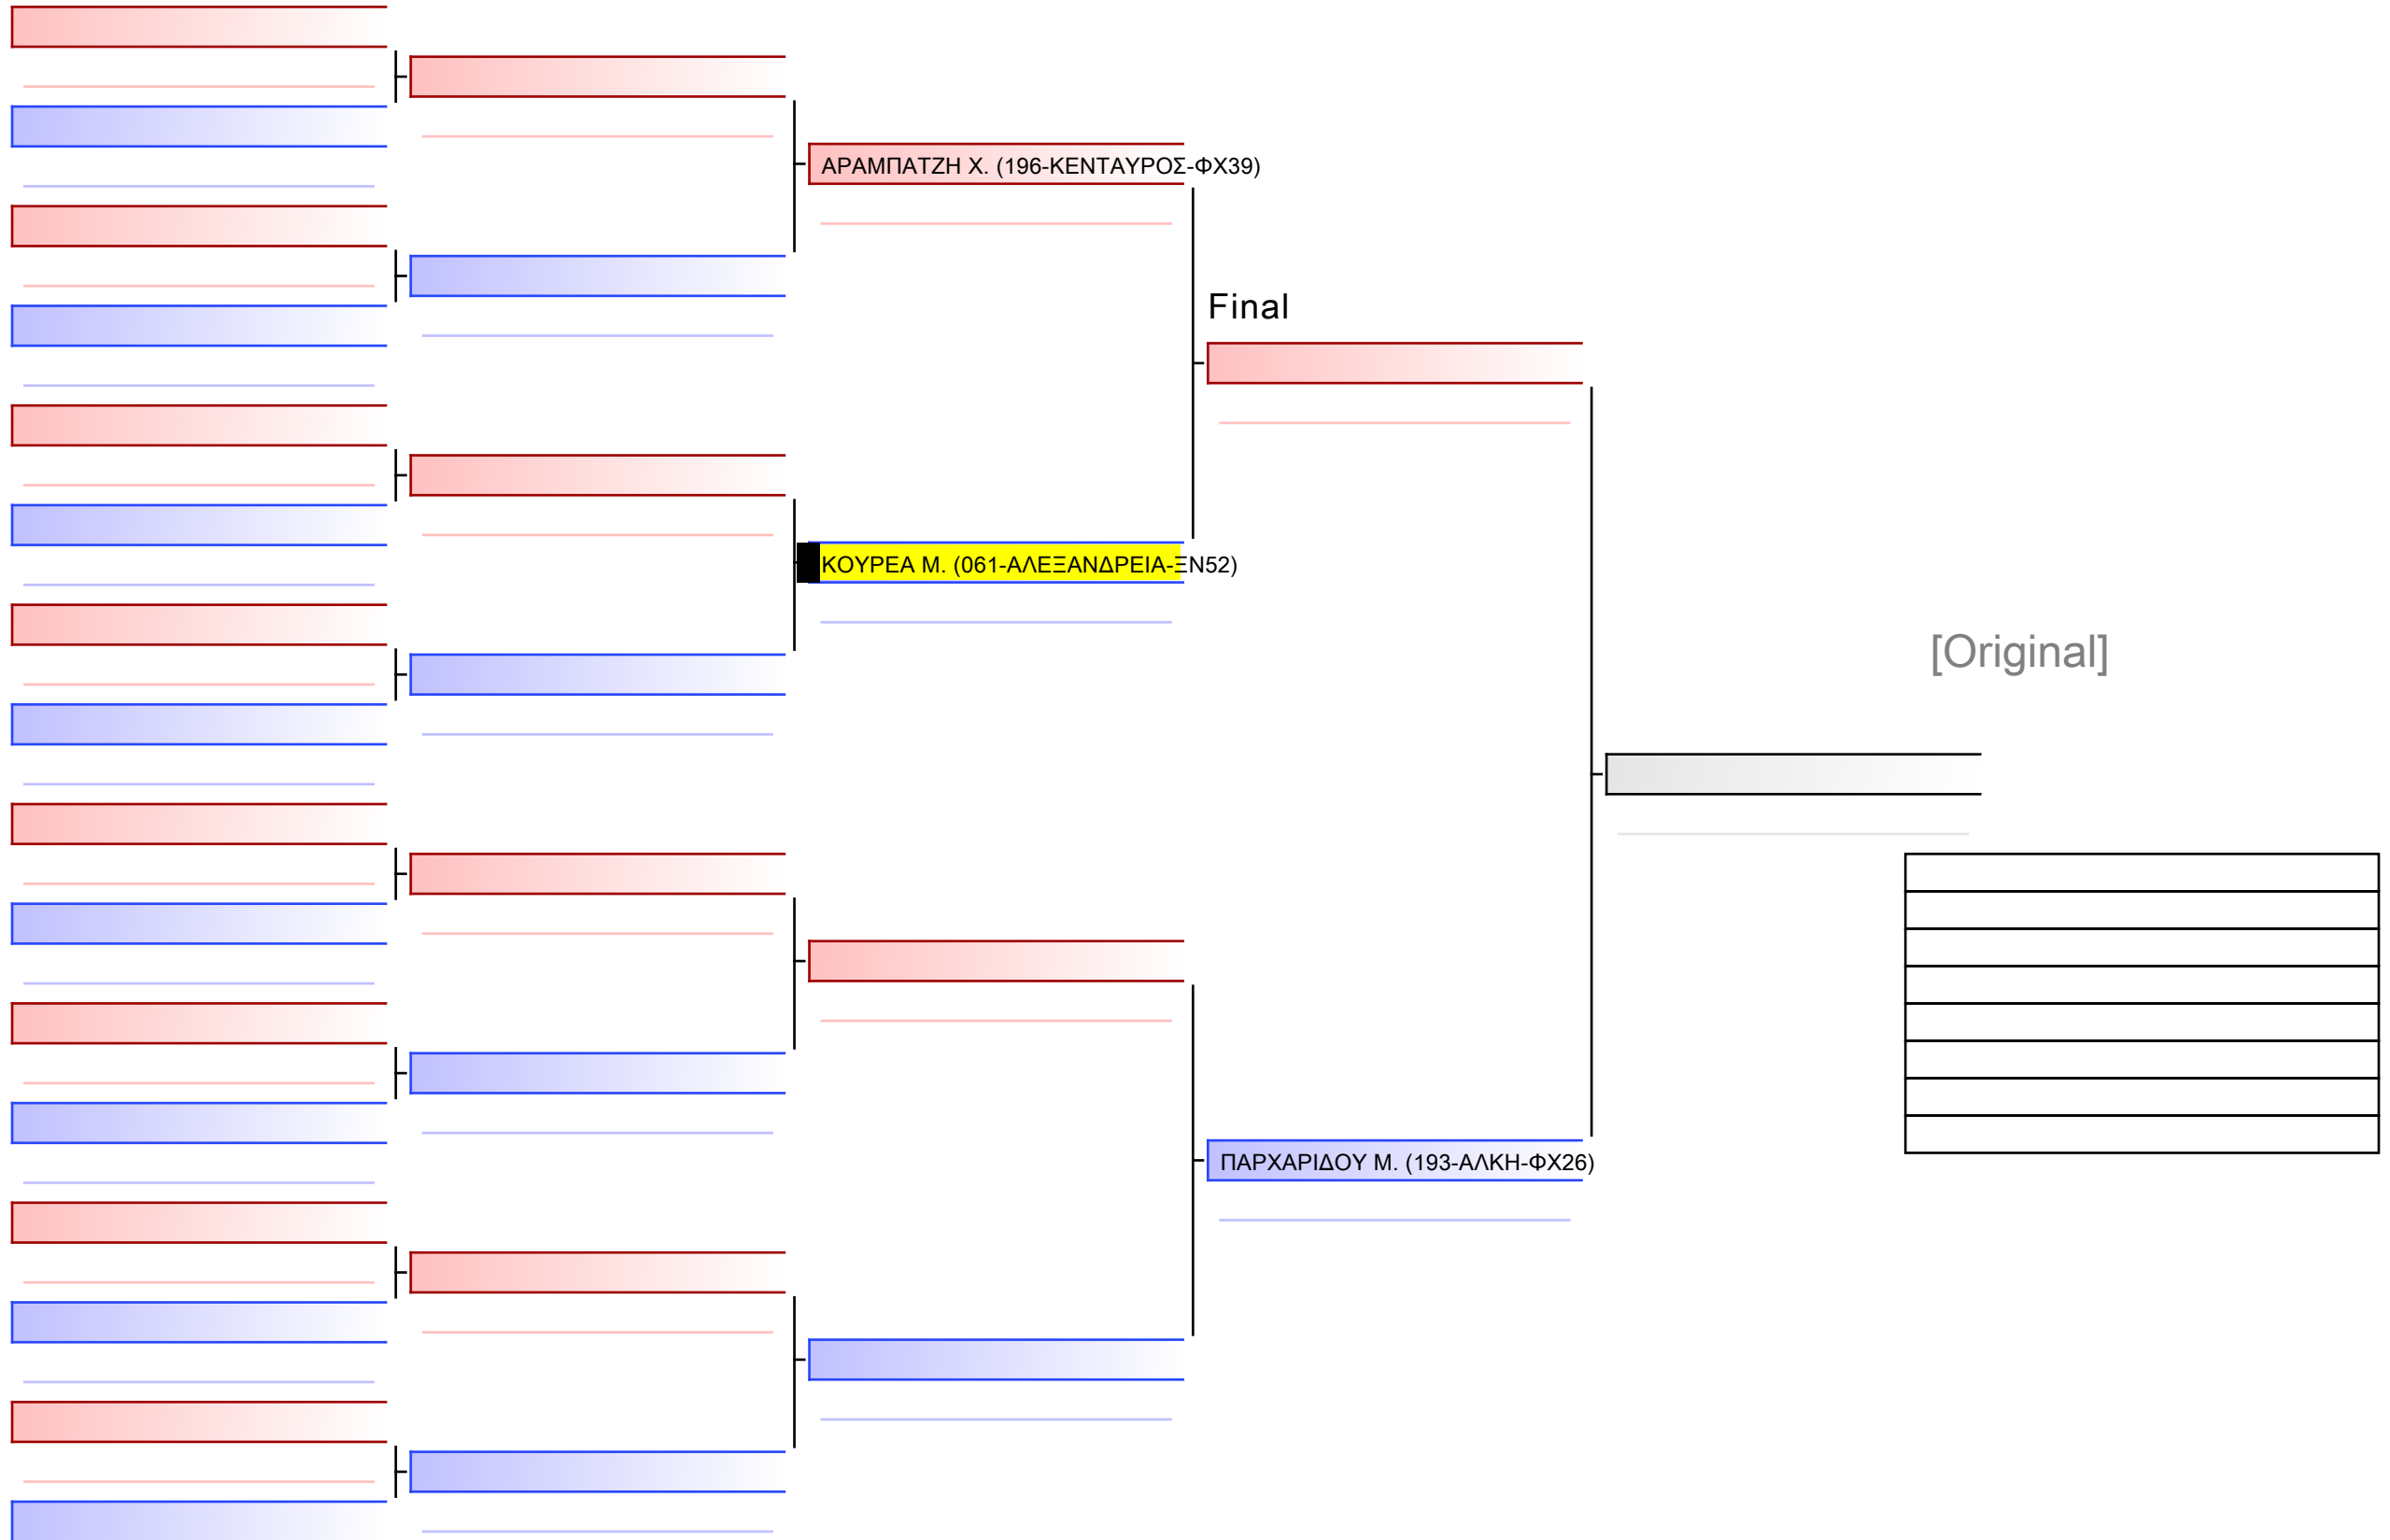 ΑΡΑΜΠΑΤΖΗ Χ. (196-ΚΕΝΤΑΥΡΟΣ-ΦΧ39)
Final
ΚΟΥΡΕΑ Μ. (061-ΑΛΕΞΑΝΔΡΕΙΑ-ΞΝ52)
[Original]
ΠΑΡΧΑΡΙΔΟΥ Μ. (193-ΑΛΚΗ-ΦΧ26)